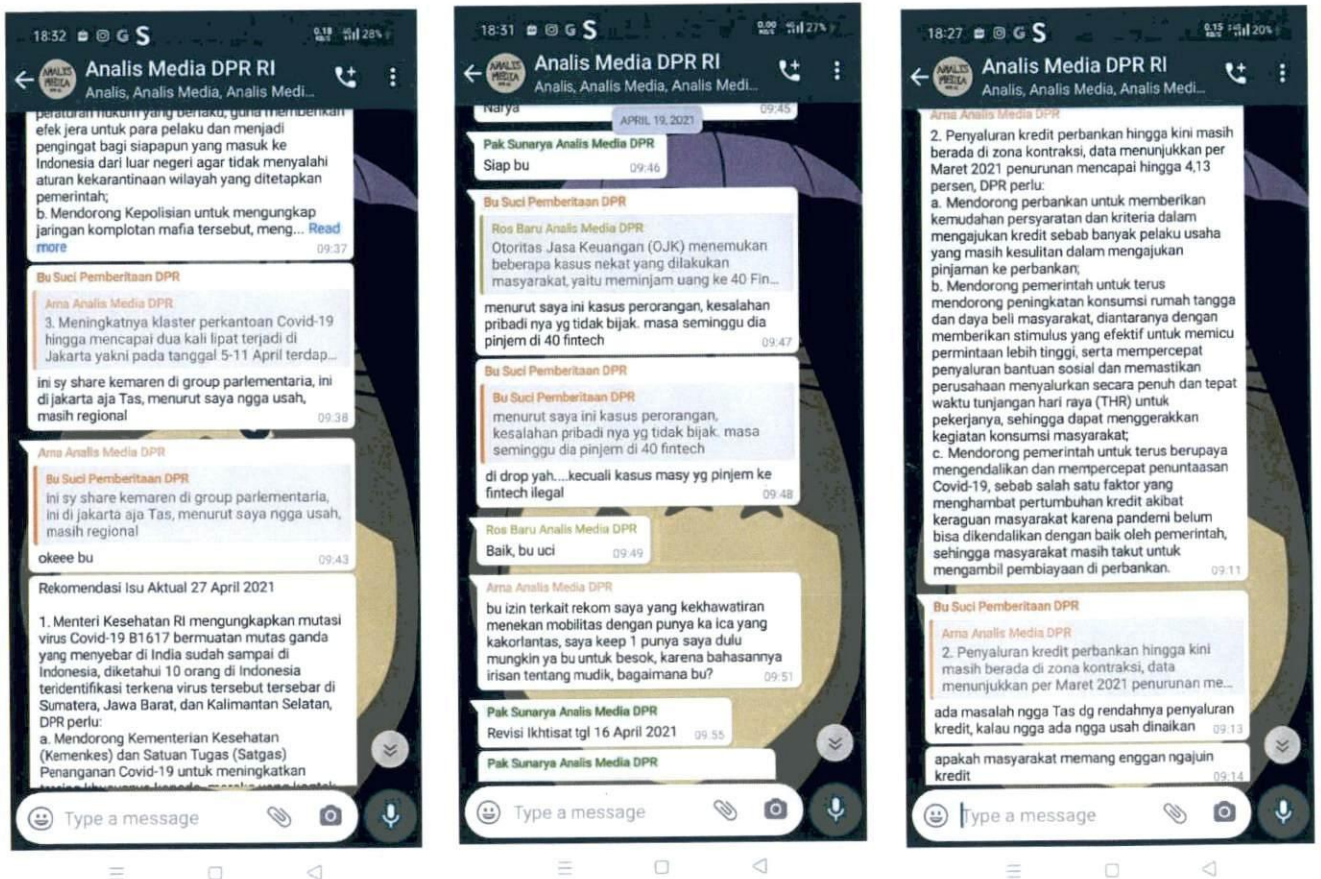 18:32 G S 0.18 KB/S 28%
ANALIS MEDIA
Analis Media DPR RI
Analis, Analis Media, Analis Medi...
peraturan hukum yang berlaku, guna memberikan
efek jera untuk para pelaku dan menjadi
pengingat bagi siapapun yang masuk ke
Indonesia dari luar negeri agar tidak menyalahi
aturan kekarantinaan wilayah yang ditetapkan
pemerintah;
b. Mendorong Kepolisian untuk mengungkap
jaringan komplotan mafia tersebut, meng... Read
more 09:37
Bu Suci Pemberitaan DPR
Arna Analis Media DPR
3. Meningkatnya klaster perkantoan Covid-19
hingga mencapai dua kali lipat terjadi di
Jakarta yakni pada tanggal 5-11 April terdap...
ini sy share kemaren di group parlementaria, ini
di jakarta aja Tas, menurut saya ngga usah,
masih regional 09:38
Arna Analis Media DPR
Bu Suci Pemberitaan DPR
ini sy share kemaren di group parlementaria,
ini di jakarta aja Tas, menurut saya ngga usah,
masih regional
okeee bu 09:43
Rekomendasi Isu Aktual 27 April 2021
1. Menteri Kesehatan RI mengungkapkan mutasi
virus Covid-19 B1617 bermuatan mutas ganda
yang menyebar di India sudah sampai di
Indonesia, diketahui 10 orang di Indonesia
teridentifikasi terkena virus tersebut tersebar di
Sumatera, Jawa Barat, dan Kalimantan Selatan,
DPR perlu:
a. Mendorong Kementerian Kesehatan
(Kemenkes) dan Satuan Tugas (Satgas)
Penanganan Covid-19 untuk meningkatkan
Type a message
18:31 G S 0.00 KB/S 27%
ANALIS MEDIA
Analis Media DPR RI
Analis, Analis Media, Analis Medi...
Narya 09:45
APRIL 19, 2021
Pak Sunarya Analis Media DPR
Siap bu 09:46
Bu Suci Pemberitaan DPR
Ros Baru Analis Media DPR
Otoritas Jasa Keuangan (OJK) menemukan
beberapa kasus nekat yang dilakukan
masyarakat, yaitu meminjam uang ke 40 Fin...
menurut saya ini kasus perorangan, kesalahan
pribadi nya yg tidak bijak. masa seminggu dia
pinjem di 40 fintech 09:47
Bu Suci Pemberitaan DPR
Bu Suci Pemberitaan DPR
menurut saya ini kasus perorangan,
kesalahan pribadi nya yg tidak bijak. masa
seminggu dia pinjem di 40 fintech
di drop yah....kecuali kasus masy yg pinjem ke
fintech ilegal 09:48
Ros Baru Analis Media DPR
Baik, bu uci 09:49
Arna Analis Media DPR
bu izin terkait rekom saya yang kekhawatiran
menekan mobilitas dengan punya ka ica yang
kakorlantas, saya keep 1 punya saya dulu
mungkin ya bu untuk besok, karena bahasannya
irisan tentang mudik, bagaimana bu? 09:51
Pak Sunarya Analis Media DPR
Revisi Ikhtisat tgl 16 April 2021 09:55
Pak Sunarya Analis Media DPR
Type a message
18:27 G S 0.15 KB/S 20%
ANALIS MEDIA
Analis Media DPR RI
Analis, Analis Media, Analis Medi...
Arna Analis Media DPR
2. Penyaluran kredit perbankan hingga kini masih
berada di zona kontraksi, data menunjukkan per
Maret 2021 penurunan mencapai hingga 4,13
persen, DPR perlu:
a. Mendorong perbankan untuk memberikan
kemudahan persyaratan dan kriteria dalam
mengajukan kredit sebab banyak pelaku usaha
yang masih kesulitan dalam mengajukan
pinjaman ke perbankan;
b. Mendorong pemerintah untuk terus
mendorong peningkatan konsumsi rumah tangga
dan daya beli masyarakat, diantaranya dengan
memberikan stimulus yang efektif untuk memicu
permintaan lebih tinggi, serta mempercepat
penyaluran bantuan sosial dan memastikan
perusahaan menyalurkan secara penuh dan tepat
waktu tunjangan hari raya (THR) untuk
pekerjanya, sehingga dapat menggerakkan
kegiatan konsumsi masyarakat;
c. Mendorong pemerintah untuk terus berupaya
mengendalikan dan mempercepat penuntaasan
Covid-19, sebab salah satu faktor yang
menghambat pertumbuhan kredit akibat
keraguan masyarakat karena pandemi belum
bisa dikendalikan dengan baik oleh pemerintah,
sehingga masyarakat masih takut untuk
mengambil pembiayaan di perbankan. 09:11
Bu Suci Pemberitaan DPR
Arna Analis Media DPR
2. Penyaluran kredit perbankan hingga kini
masih berada di zona kontraksi, data
menunjukkan per Maret 2021 penurunan me...
ada masalah ngga Tas dg rendahnya penyaluran
kredit, kalau ngga ada ngga usah dinaikan 09:13
apakah masyarakat memang enggan ngajuin
kredit 09:14
Type a message